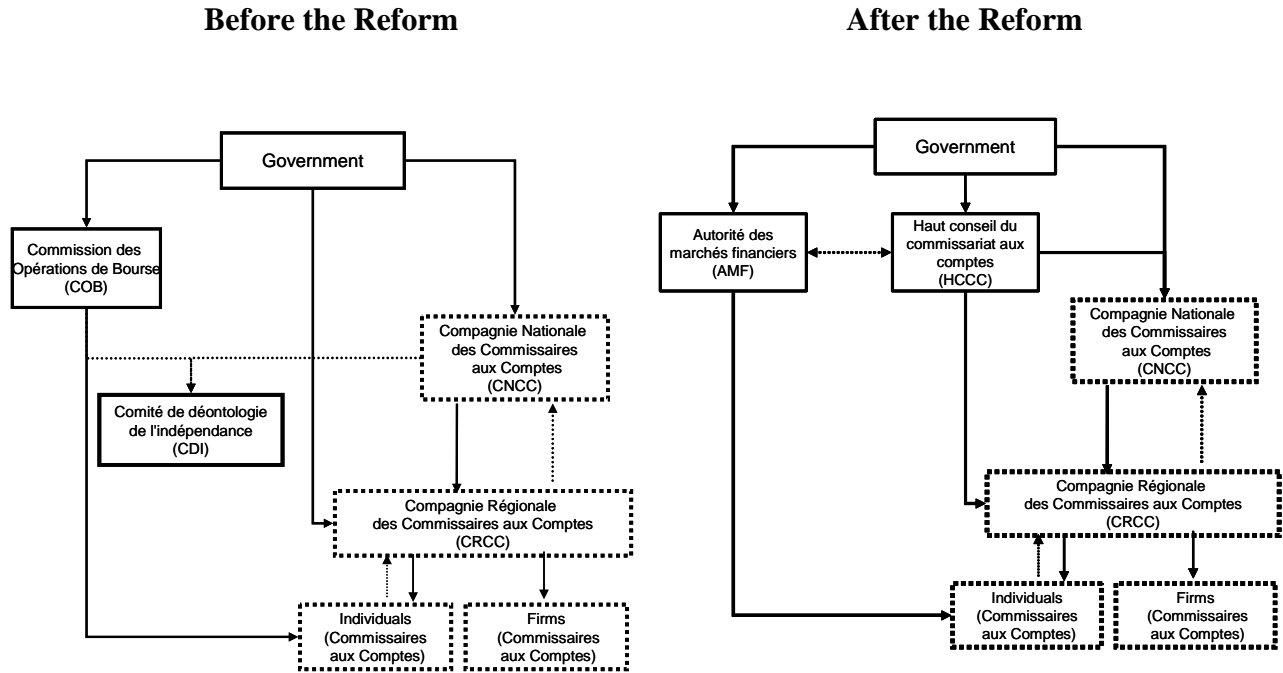 Before the Reform
Government
Commission des
Opérations de Bourse
(COB)
Compagnie Nationale
des Commissaires
aux Comptes
(CNCC)
Comité de déontologie
de l'indépendance
(CDI)
Compagnie Régionale
des Commissaires aux Comptes
(CRCC)
Individuals
(Commissaires
aux Comptes)
Firms
(Commissaires
aux Comptes)
After the Reform
Government
Autorité des
marchés financiers
(AMF)
Haut conseil du
commissariat aux
comptes
(HCCC)
Compagnie Nationale
des Commissaires
aux Comptes
(CNCC)
Compagnie Régionale
des Commissaires aux Comptes
(CRCC)
Individuals
(Commissaires
aux Comptes)
Firms
(Commissaires
aux Comptes)